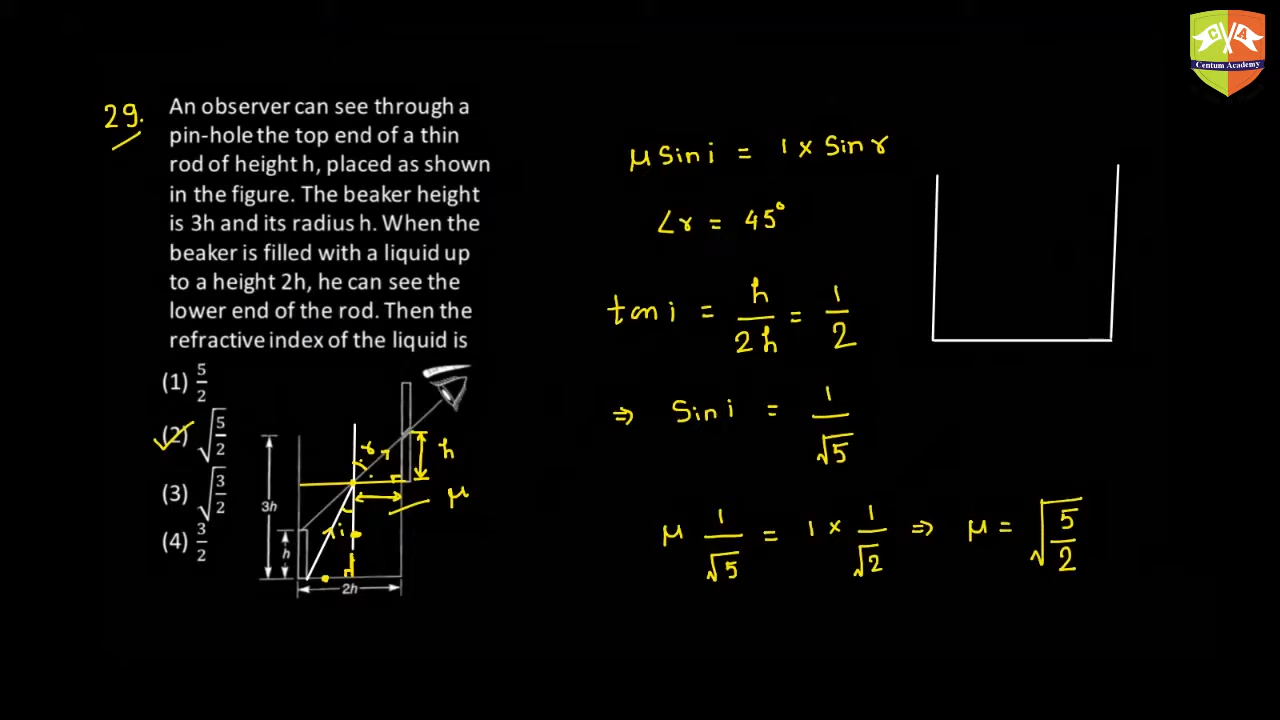 C A
Centum Academy
29.
An observer can see through a
pin-hole the top end of a thin
rod of height h, placed as shown
in the figure. The beaker height
is 3h and its radius h. When the
beaker is filled with a liquid up
to a height 2h, he can see the
lower end of the rod. Then the
refractive index of the liquid is
(1) 5/2
(2) √(5/2)
(3) √(3/2)
(4) 3/2
3h
h
2h
r
i
h
μ
μ Sin i = 1 × Sin r
∠r = 45°
tan i = h/2h = 1/2
⇒ Sin i = 1/√5
μ 1/√5 = 1 × 1/√2 ⇒ μ = √(5/2)